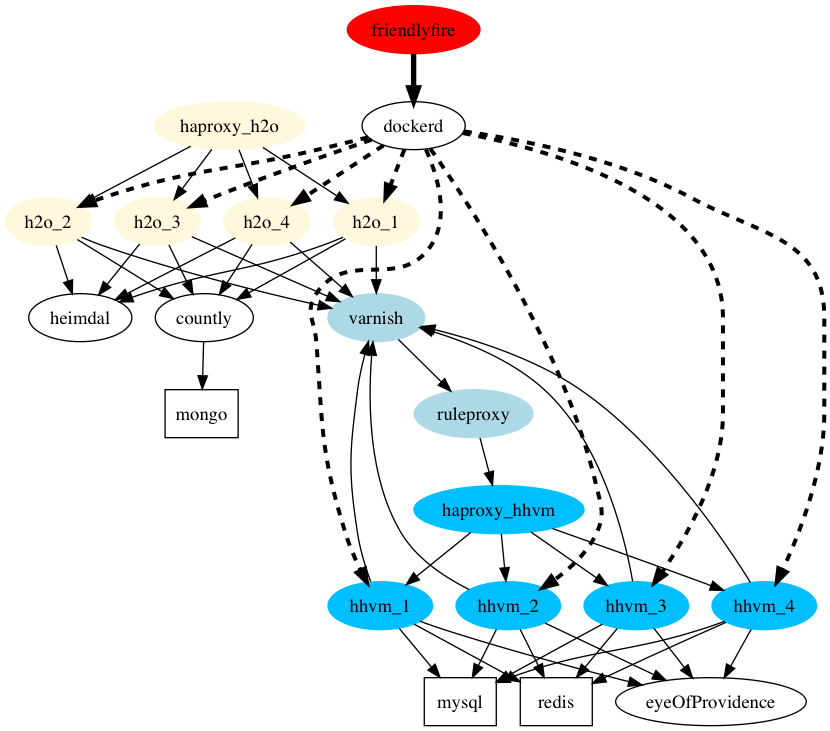 friendlyfire
haproxy_h2o
dockerd
h2o_2
h2o_3
h2o_4
h2o_1
heimdal
countly
varnish
mongo
ruleproxy
haproxy_hhvm
hhvm_1
hhvm_2
hhvm_3
hhvm_4
mysql
redis
eyeOfProvidence